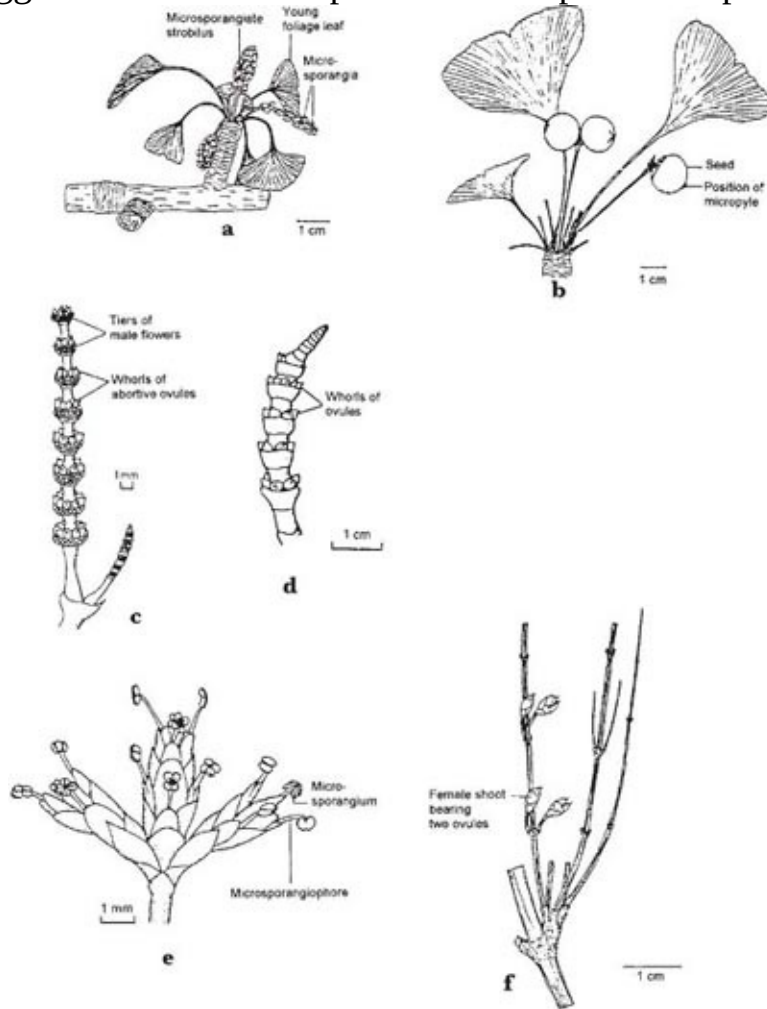 Microsporangiate
strobilus
Young
foliage leaf
Micro-
sporangia
1 cm
a
Seed
Position of
micropyle
1 cm
b
Tiers of
male flowers
Whorls of
abortive ovules
1mm
c
Whorls of
ovules
1 cm
d
Micro-
sporangium
Microsporangiophore
1 mm
e
Female shoot
bearing
two ovules
f
1 cm